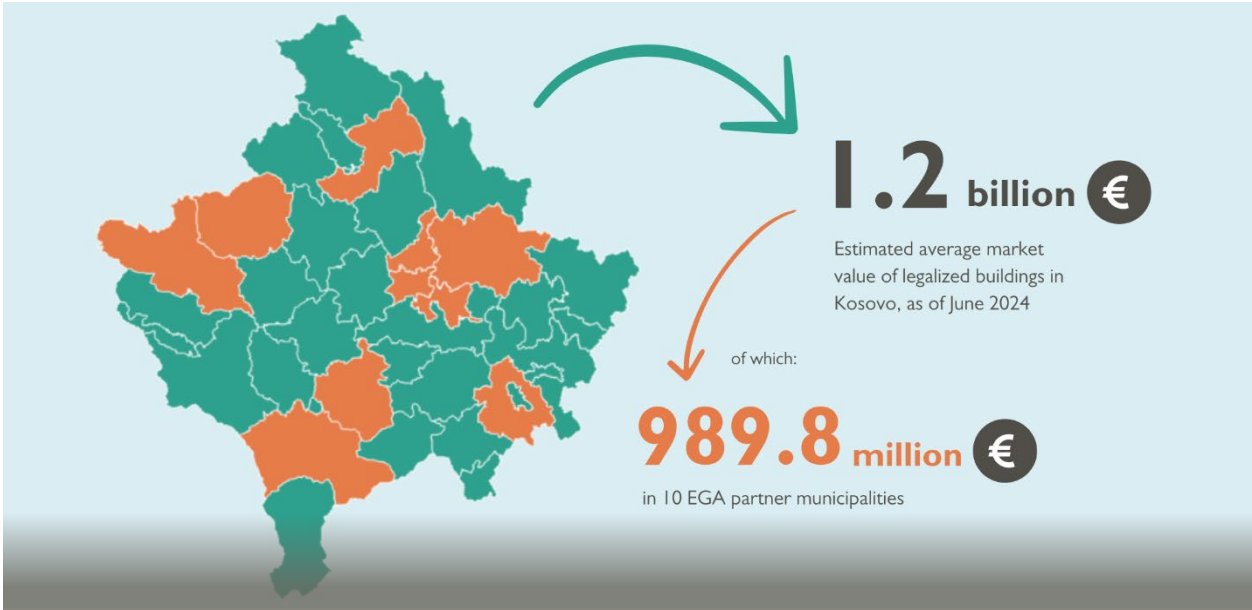 1.2 billion €
Estimated average market
value of legalized buildings in
Kosovo, as of June 2024
of which:
989.8 million €
in 10 EGA partner municipalities